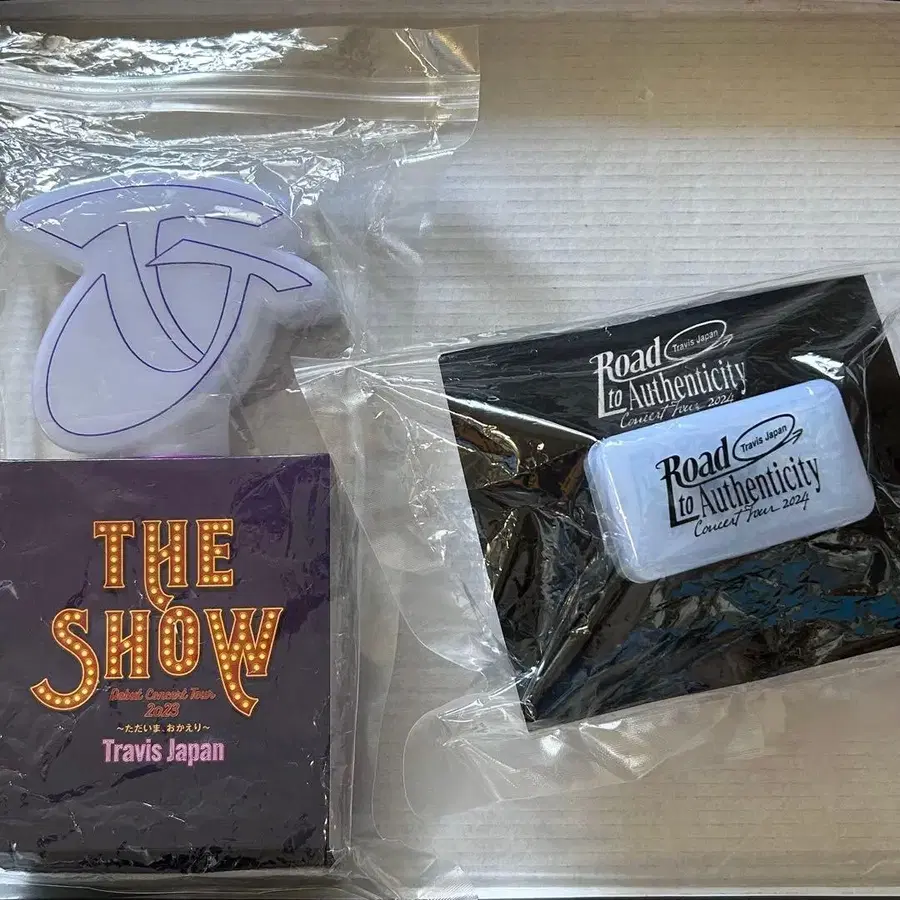 THE
SHOW
Debut Concert Tour
2023
～ただいま、おかえり～
Travis Japan
Road
Travis Japan
to Authenticity
Concert Tour 2024
Road
Travis Japan
to Authenticity
Concert Tour 2024